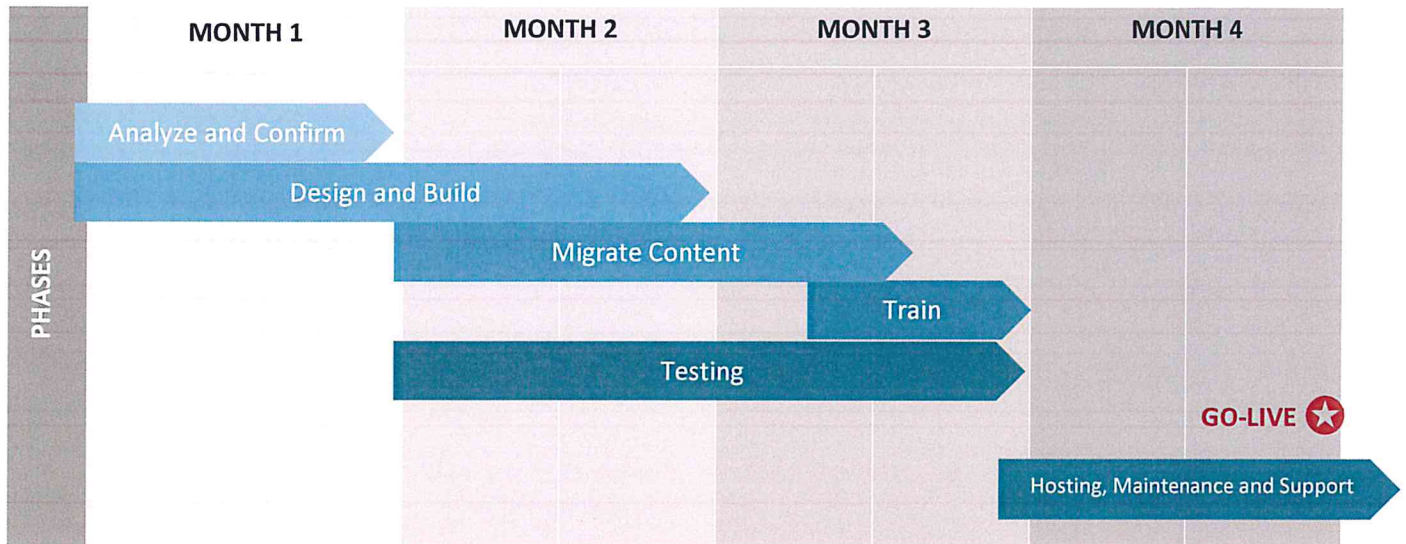 MONTH 1
MONTH 2
MONTH 3
MONTH 4
PHASES
Analyze and Confirm
Design and Build
Migrate Content
Train
Testing
GO-LIVE
Hosting, Maintenance and Support